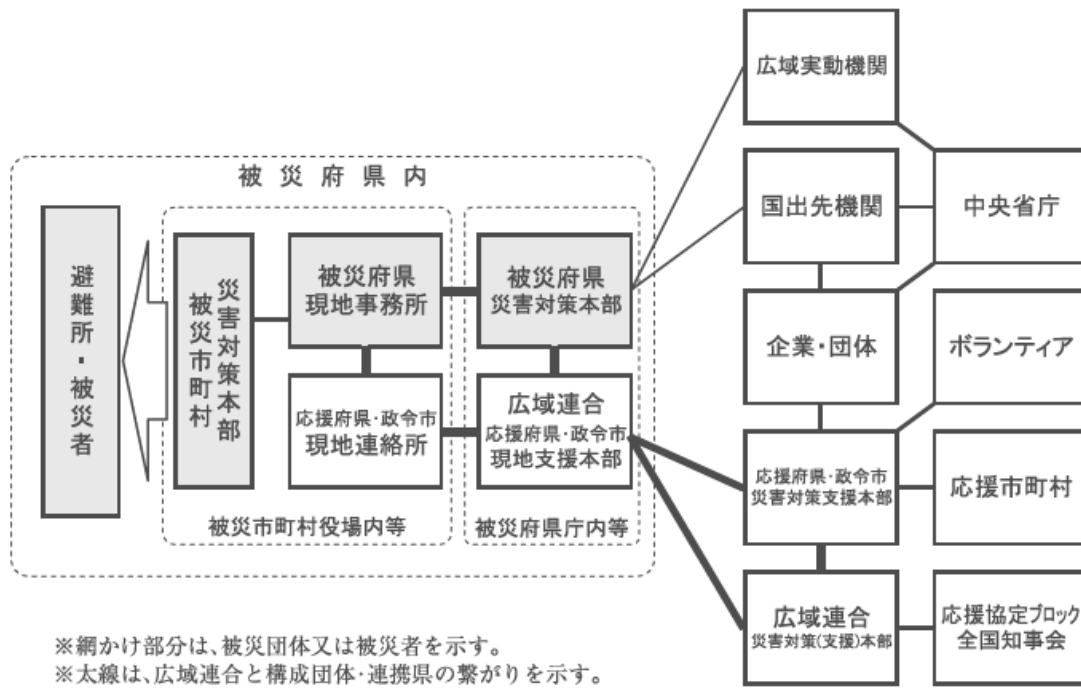 広域実動機関
国出先機関
中央省庁
被災府県内
避難所・被災者
被災市町村
災害対策本部
被災府県
現地事務所
被災府県
災害対策本部
企業・団体
ボランティア
応援府県・政令市
現地連絡所
広域連合
応援府県・政令市
現地支援本部
応援府県・政令市
災害対策支援本部
応援市町村
被災市町村役場内等
被災府県庁内等
広域連合
災害対策(支援)本部
応援協定ブロック
全国知事会
※網かけ部分は、被災団体又は被災者を示す。
※太線は、広域連合と構成団体・連携県の繋がりを示す。